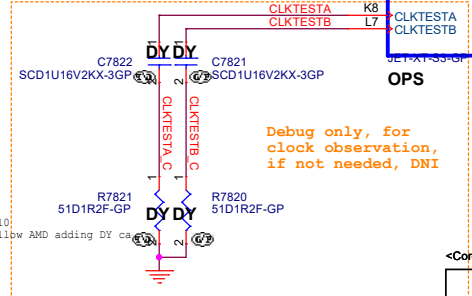 CLKTESTA
K8
CLKTESTA
CLKTESTB
L7
CLKTESTB
JET-XT-S3-GP
OPS
C7822
SCD1U16V2KX-3GP
DY
DY
C7821
SCD1U16V2KX-3GP
1
1
2
2
CLKTESTA_C
CLKTESTB_C
Debug only, for
clock observation,
if not needed, DNI
R7821
51D1R2F-GP
DY
DY
R7820
51D1R2F-GP
1
1
2
2
10
llow AMD adding DY ca
<Cor